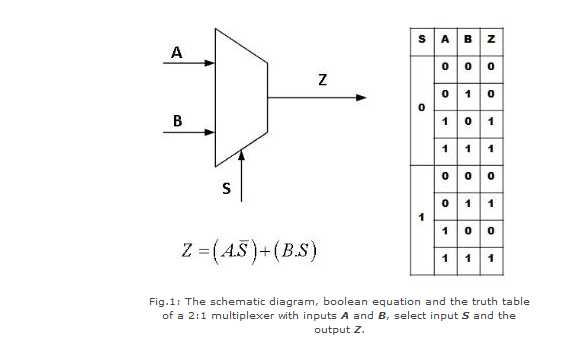 A
B
Z
S
Z = (A.S̅) + (B.S)
S A B Z
0
0 0 0
0 1 0
1 0 1
1 1 1
1
0 0 0
0 1 1
1 0 0
1 1 1
Fig.1: The schematic diagram, boolean equation and the truth table
of a 2:1 multiplexer with inputs A and B, select input S and the
output Z.